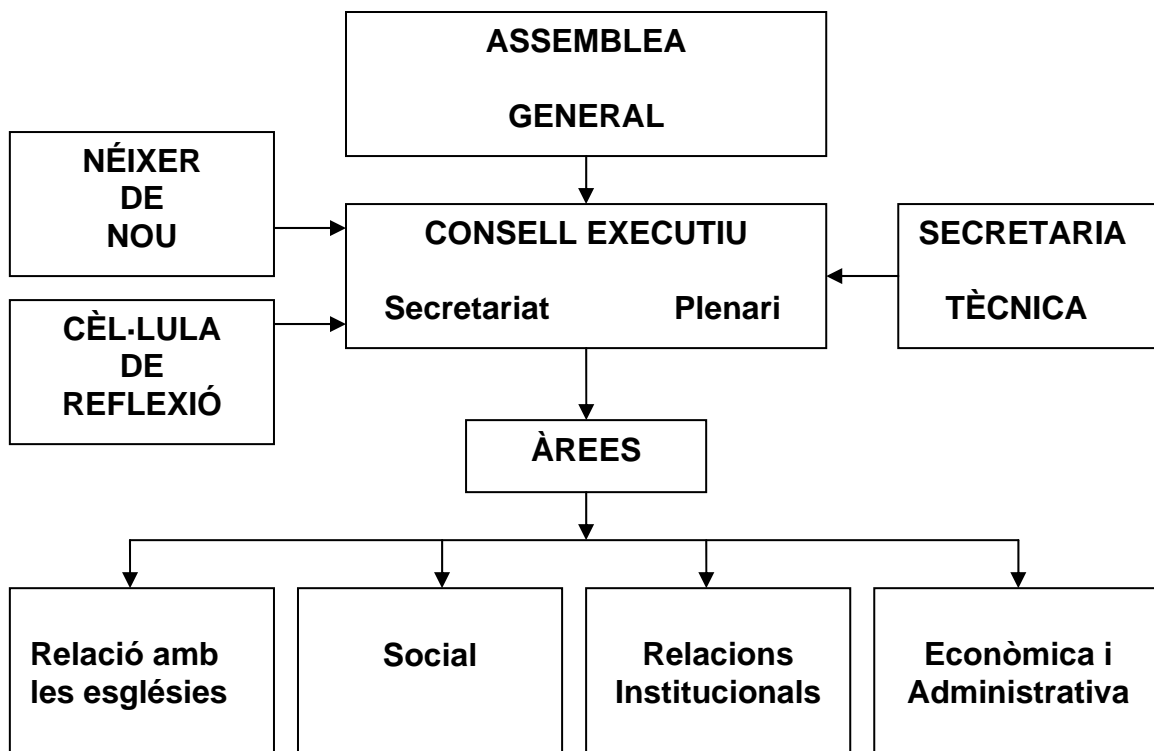 ASSEMBLEA
GENERAL
NÉIXER
DE
NOU
CONSELL EXECUTIU
Secretariat Plenari
SECRETARIA
TÈCNICA
CÈL·LULA
DE
REFLEXIÓ
ÀREES
Relació amb
les esglésies
Social
Relacions
Institucionals
Econòmica i
Administrativa